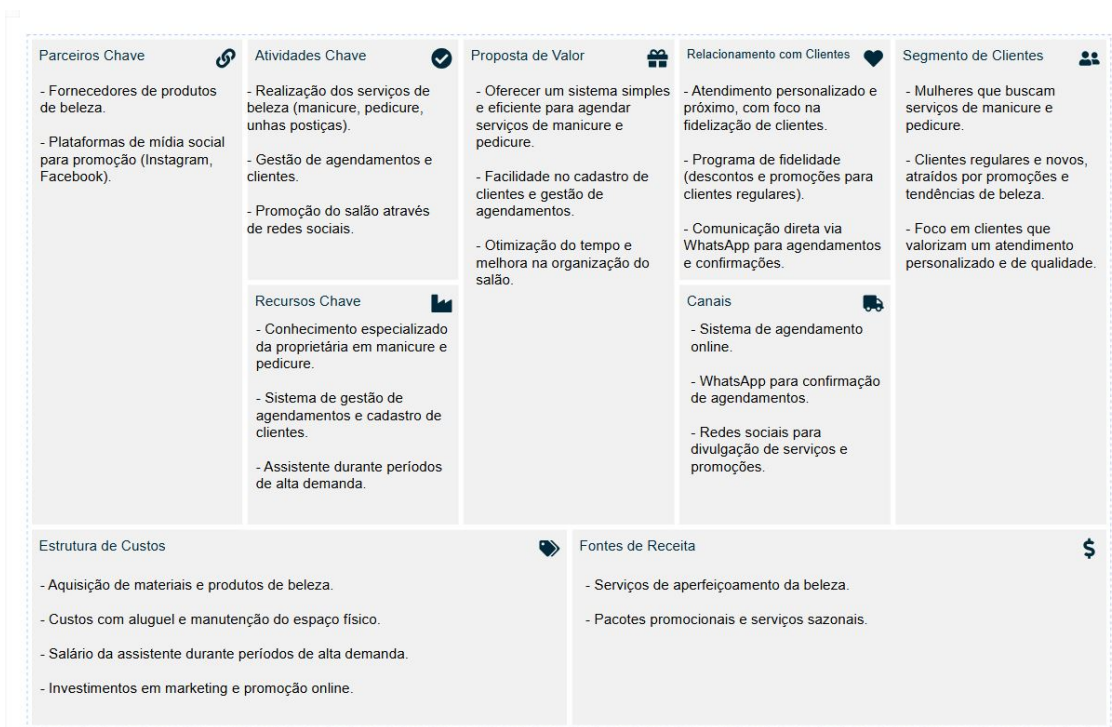 Parceiros Chave
- Fornecedores de produtos
de beleza.
- Plataformas de mídia social
para promoção (Instagram,
Facebook).
Atividades Chave
- Realização dos serviços de
beleza (manicure, pedicure,
unhas postiças).
- Gestão de agendamentos e
clientes.
- Promoção do salão através
de redes sociais.
Recursos Chave
- Conhecimento especializado
da proprietária em manicure e
pedicure.
- Sistema de gestão de
agendamentos e cadastro de
clientes.
- Assistente durante períodos
de alta demanda.
Proposta de Valor
- Oferecer um sistema simples
e eficiente para agendar
serviços de manicure e
pedicure.
- Facilidade no cadastro de
clientes e gestão de
agendamentos.
- Otimização do tempo e
melhora na organização do
salão.
Relacionamento com Clientes
- Atendimento personalizado e
próximo, com foco na
fidelização de clientes.
- Programa de fidelidade
(descontos e promoções para
clientes regulares).
- Comunicação direta via
WhatsApp para agendamentos
e confirmações.
Canais
- Sistema de agendamento
online.
- WhatsApp para confirmação
de agendamentos.
- Redes sociais para
divulgação de serviços e
promoções.
Segmento de Clientes
- Mulheres que buscam
serviços de manicure e
pedicure.
- Clientes regulares e novos,
atraídos por promoções e
tendências de beleza.
- Foco em clientes que
valorizam um atendimento
personalizado e de qualidade.
Estrutura de Custos
- Aquisição de materiais e produtos de beleza.
- Custos com aluguel e manutenção do espaço físico.
- Salário da assistente durante períodos de alta demanda.
- Investimentos em marketing e promoção online.
Fontes de Receita
- Serviços de aperfeiçoamento da beleza.
- Pacotes promocionais e serviços sazonais.